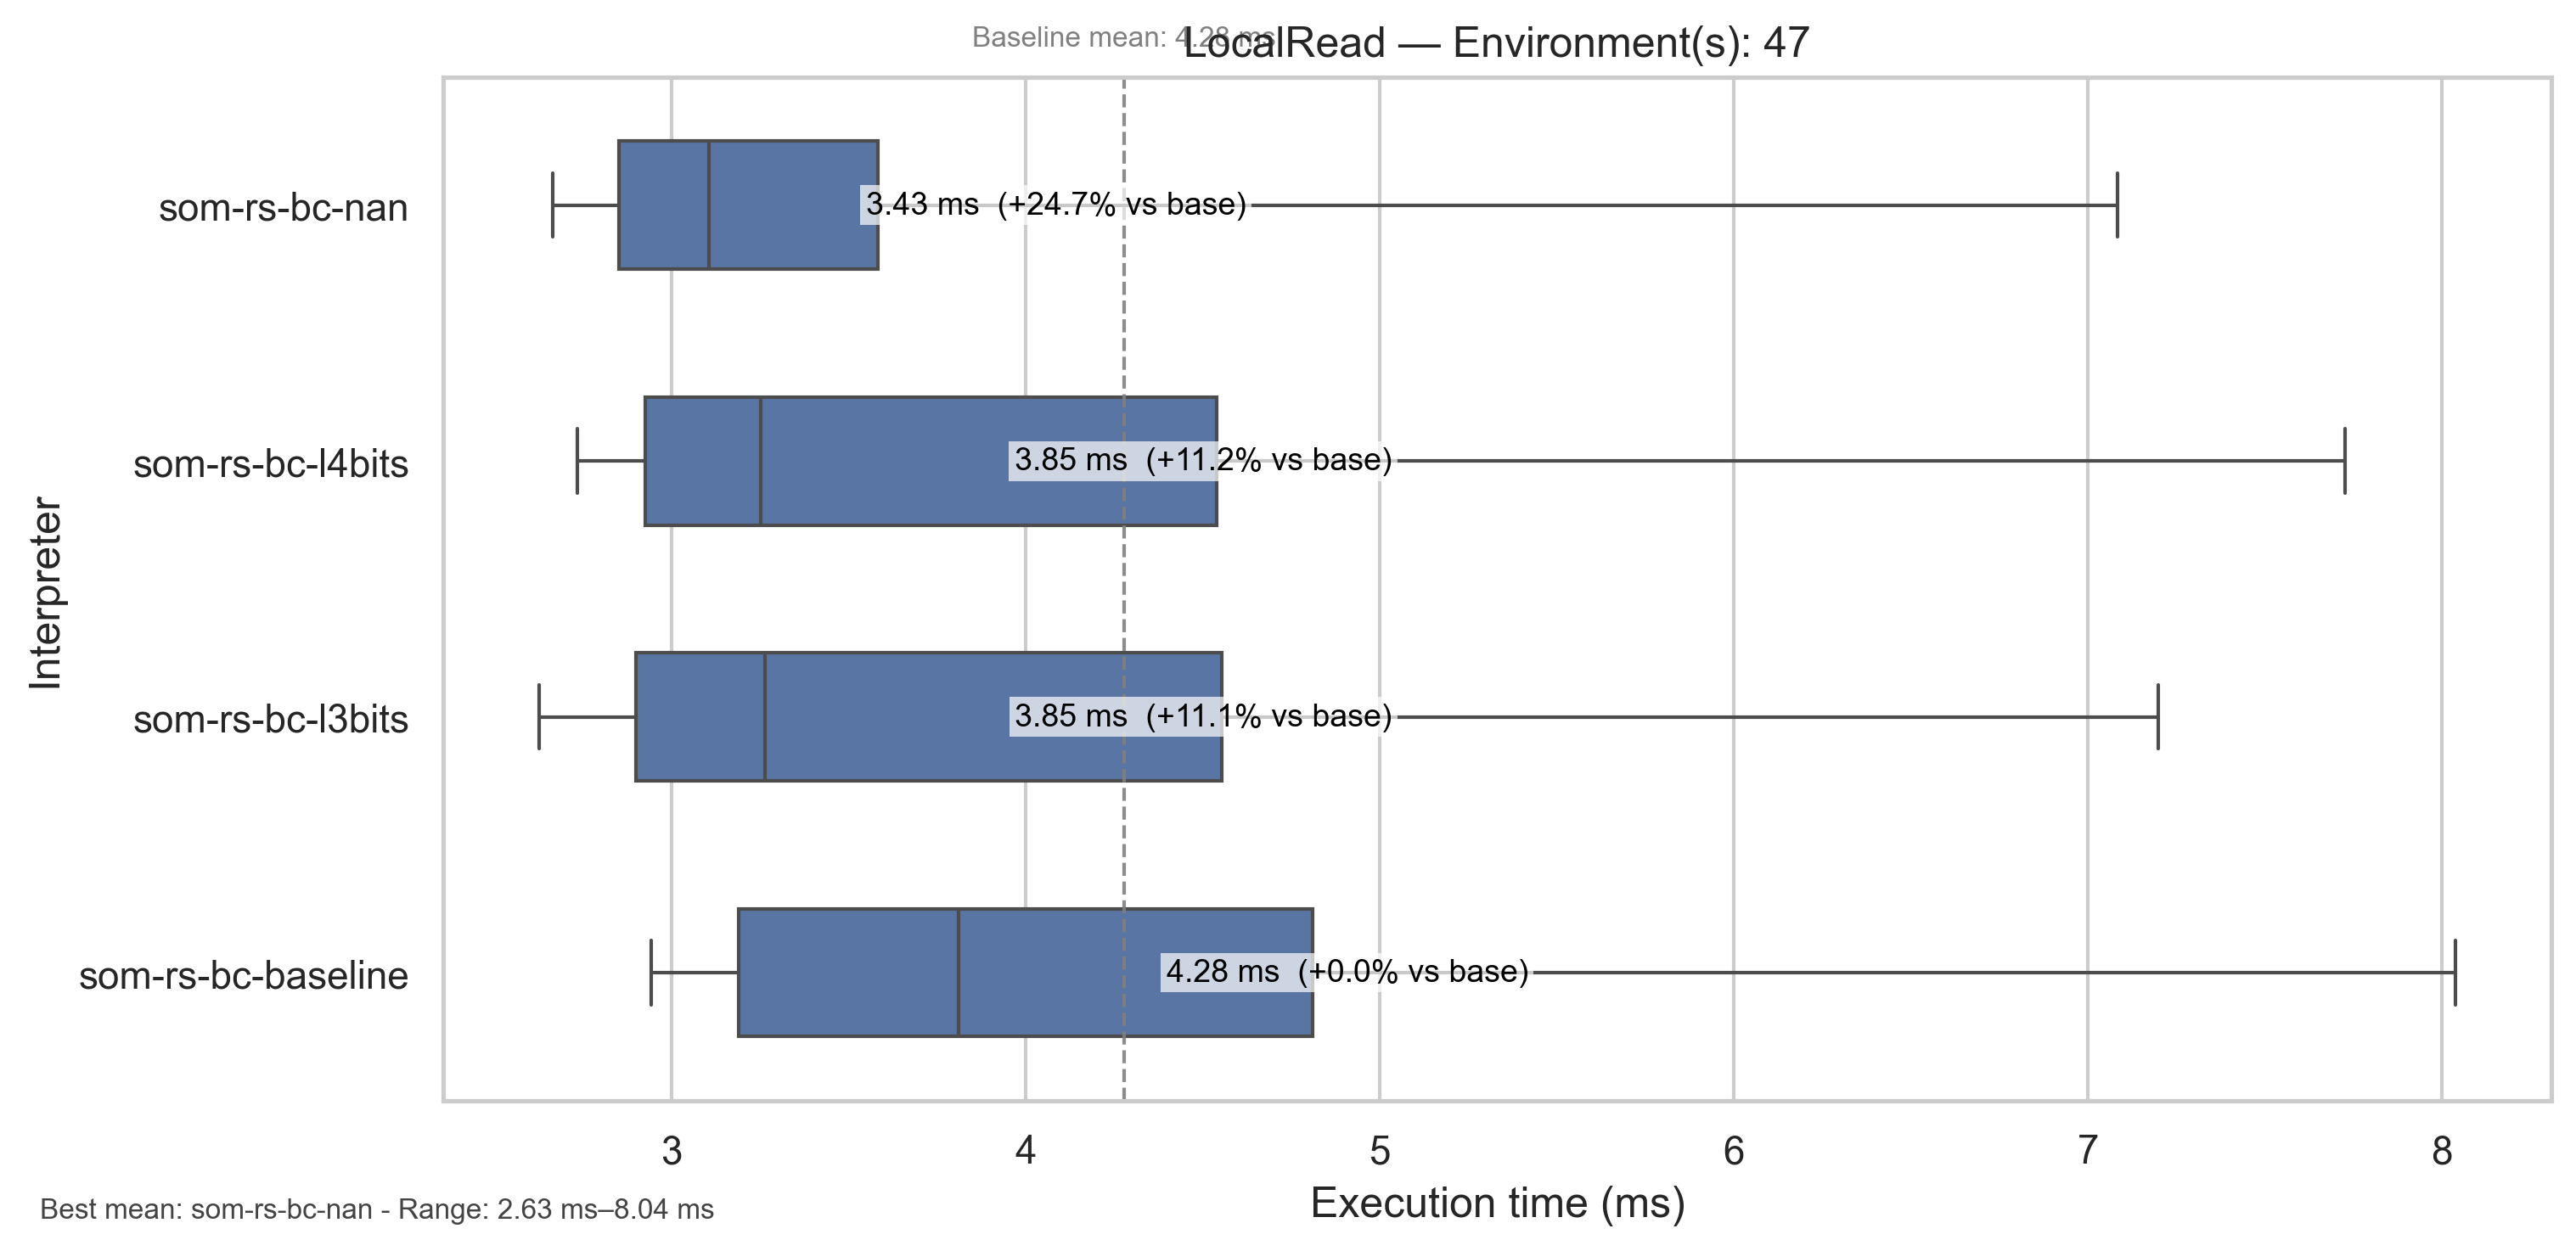 Baseline mean: 4.28 ms
LocalRead — Environment(s): 47
som-rs-bc-nan
3.43 ms (+24.7% vs base)
som-rs-bc-l4bits
3.85 ms (+11.2% vs base)
som-rs-bc-l3bits
3.85 ms (+11.1% vs base)
som-rs-bc-baseline
4.28 ms (+0.0% vs base)
Interpreter
3 4 5 6 7 8
Execution time (ms)
Best mean: som-rs-bc-nan - Range: 2.63 ms–8.04 ms